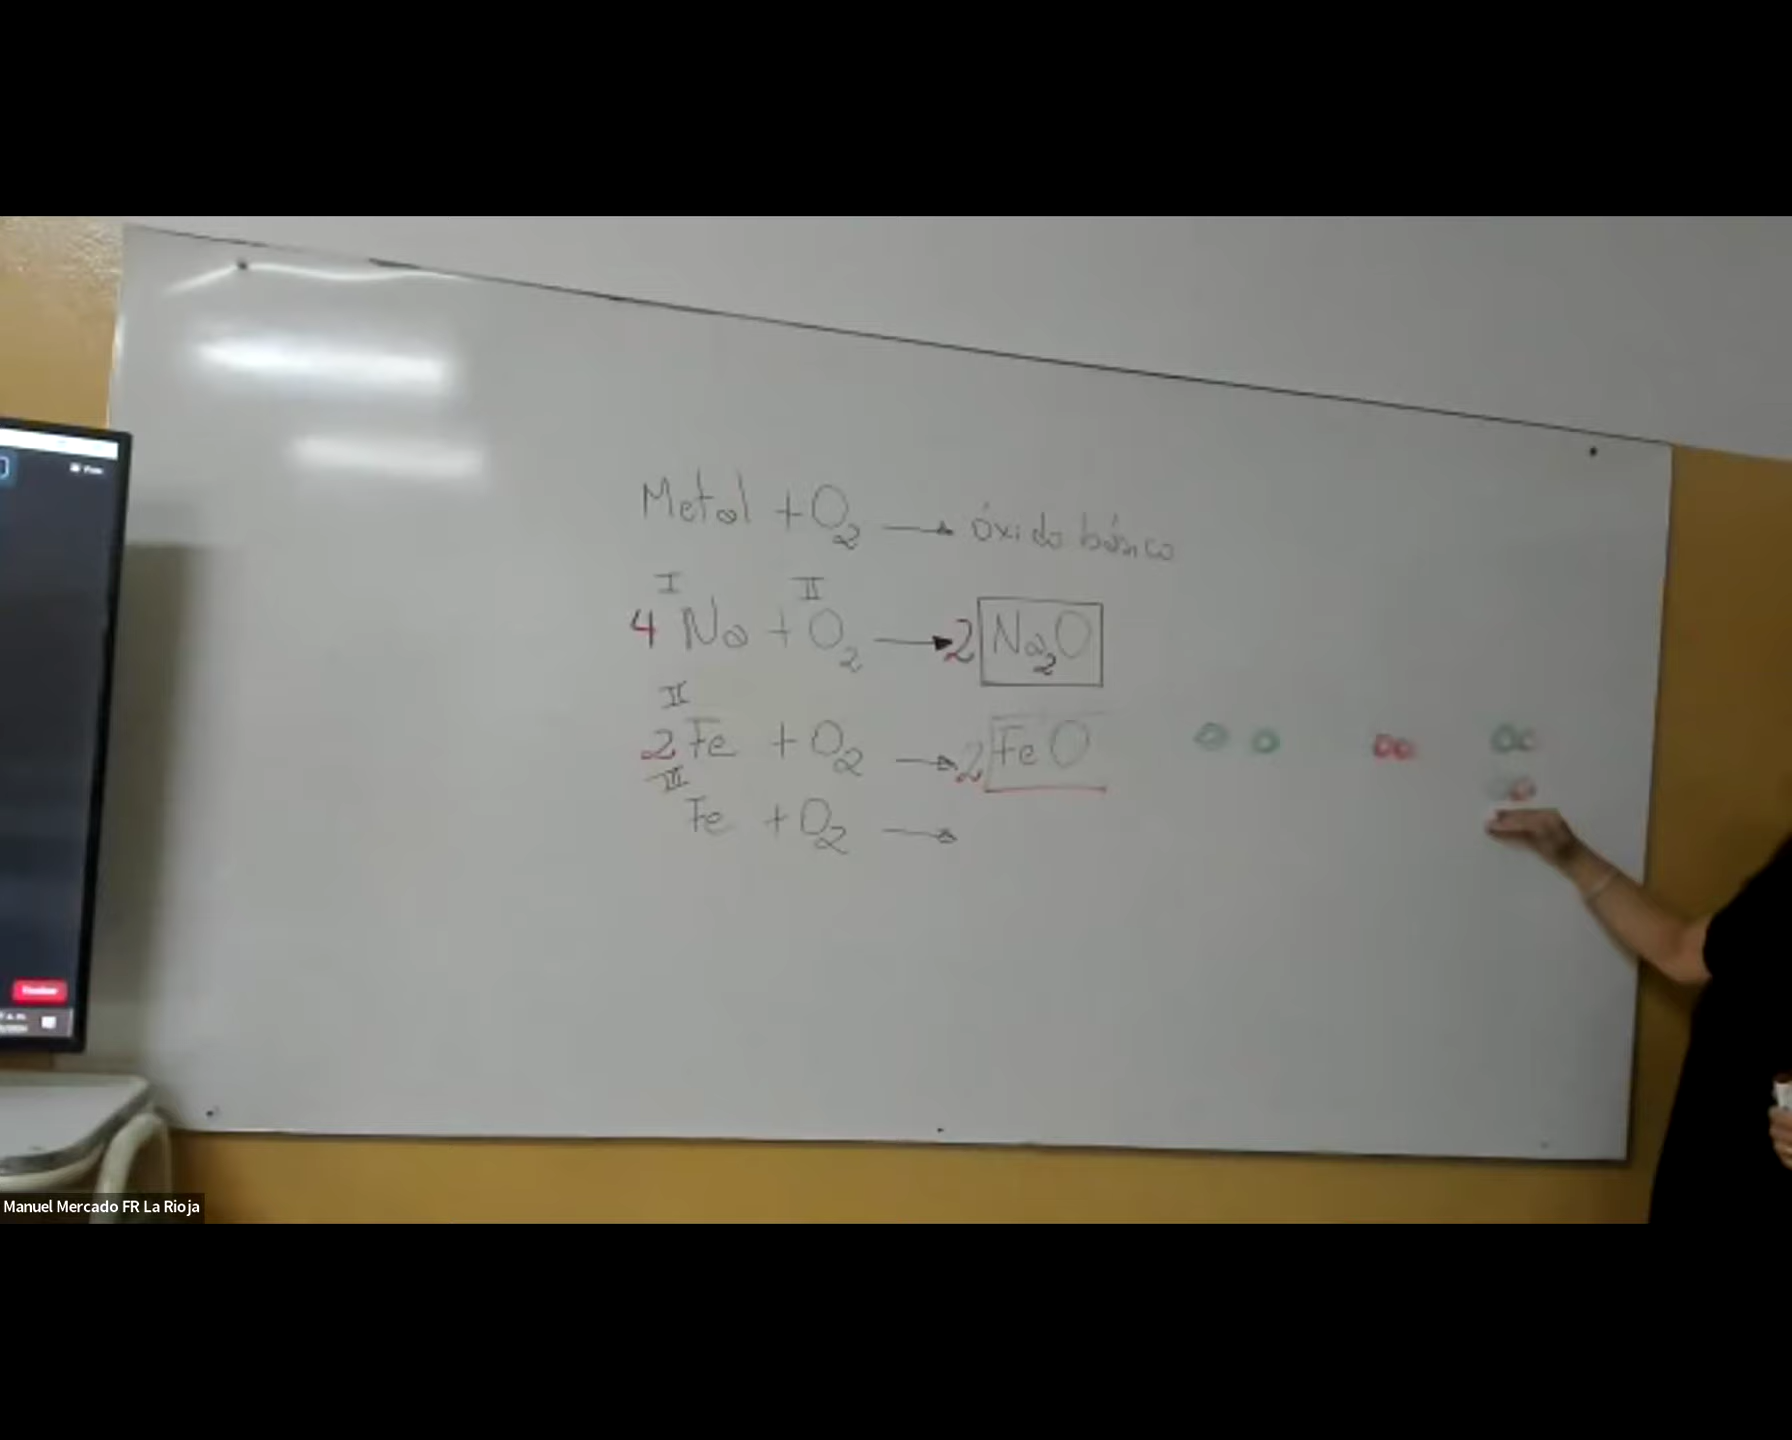 Metal + O2 → óxido básico
I II
4 Na + O2 → 2 Na2O
II
2 Fe + O2 → 2 FeO
III
Fe + O2 →
Manuel Mercado FR La Rioja